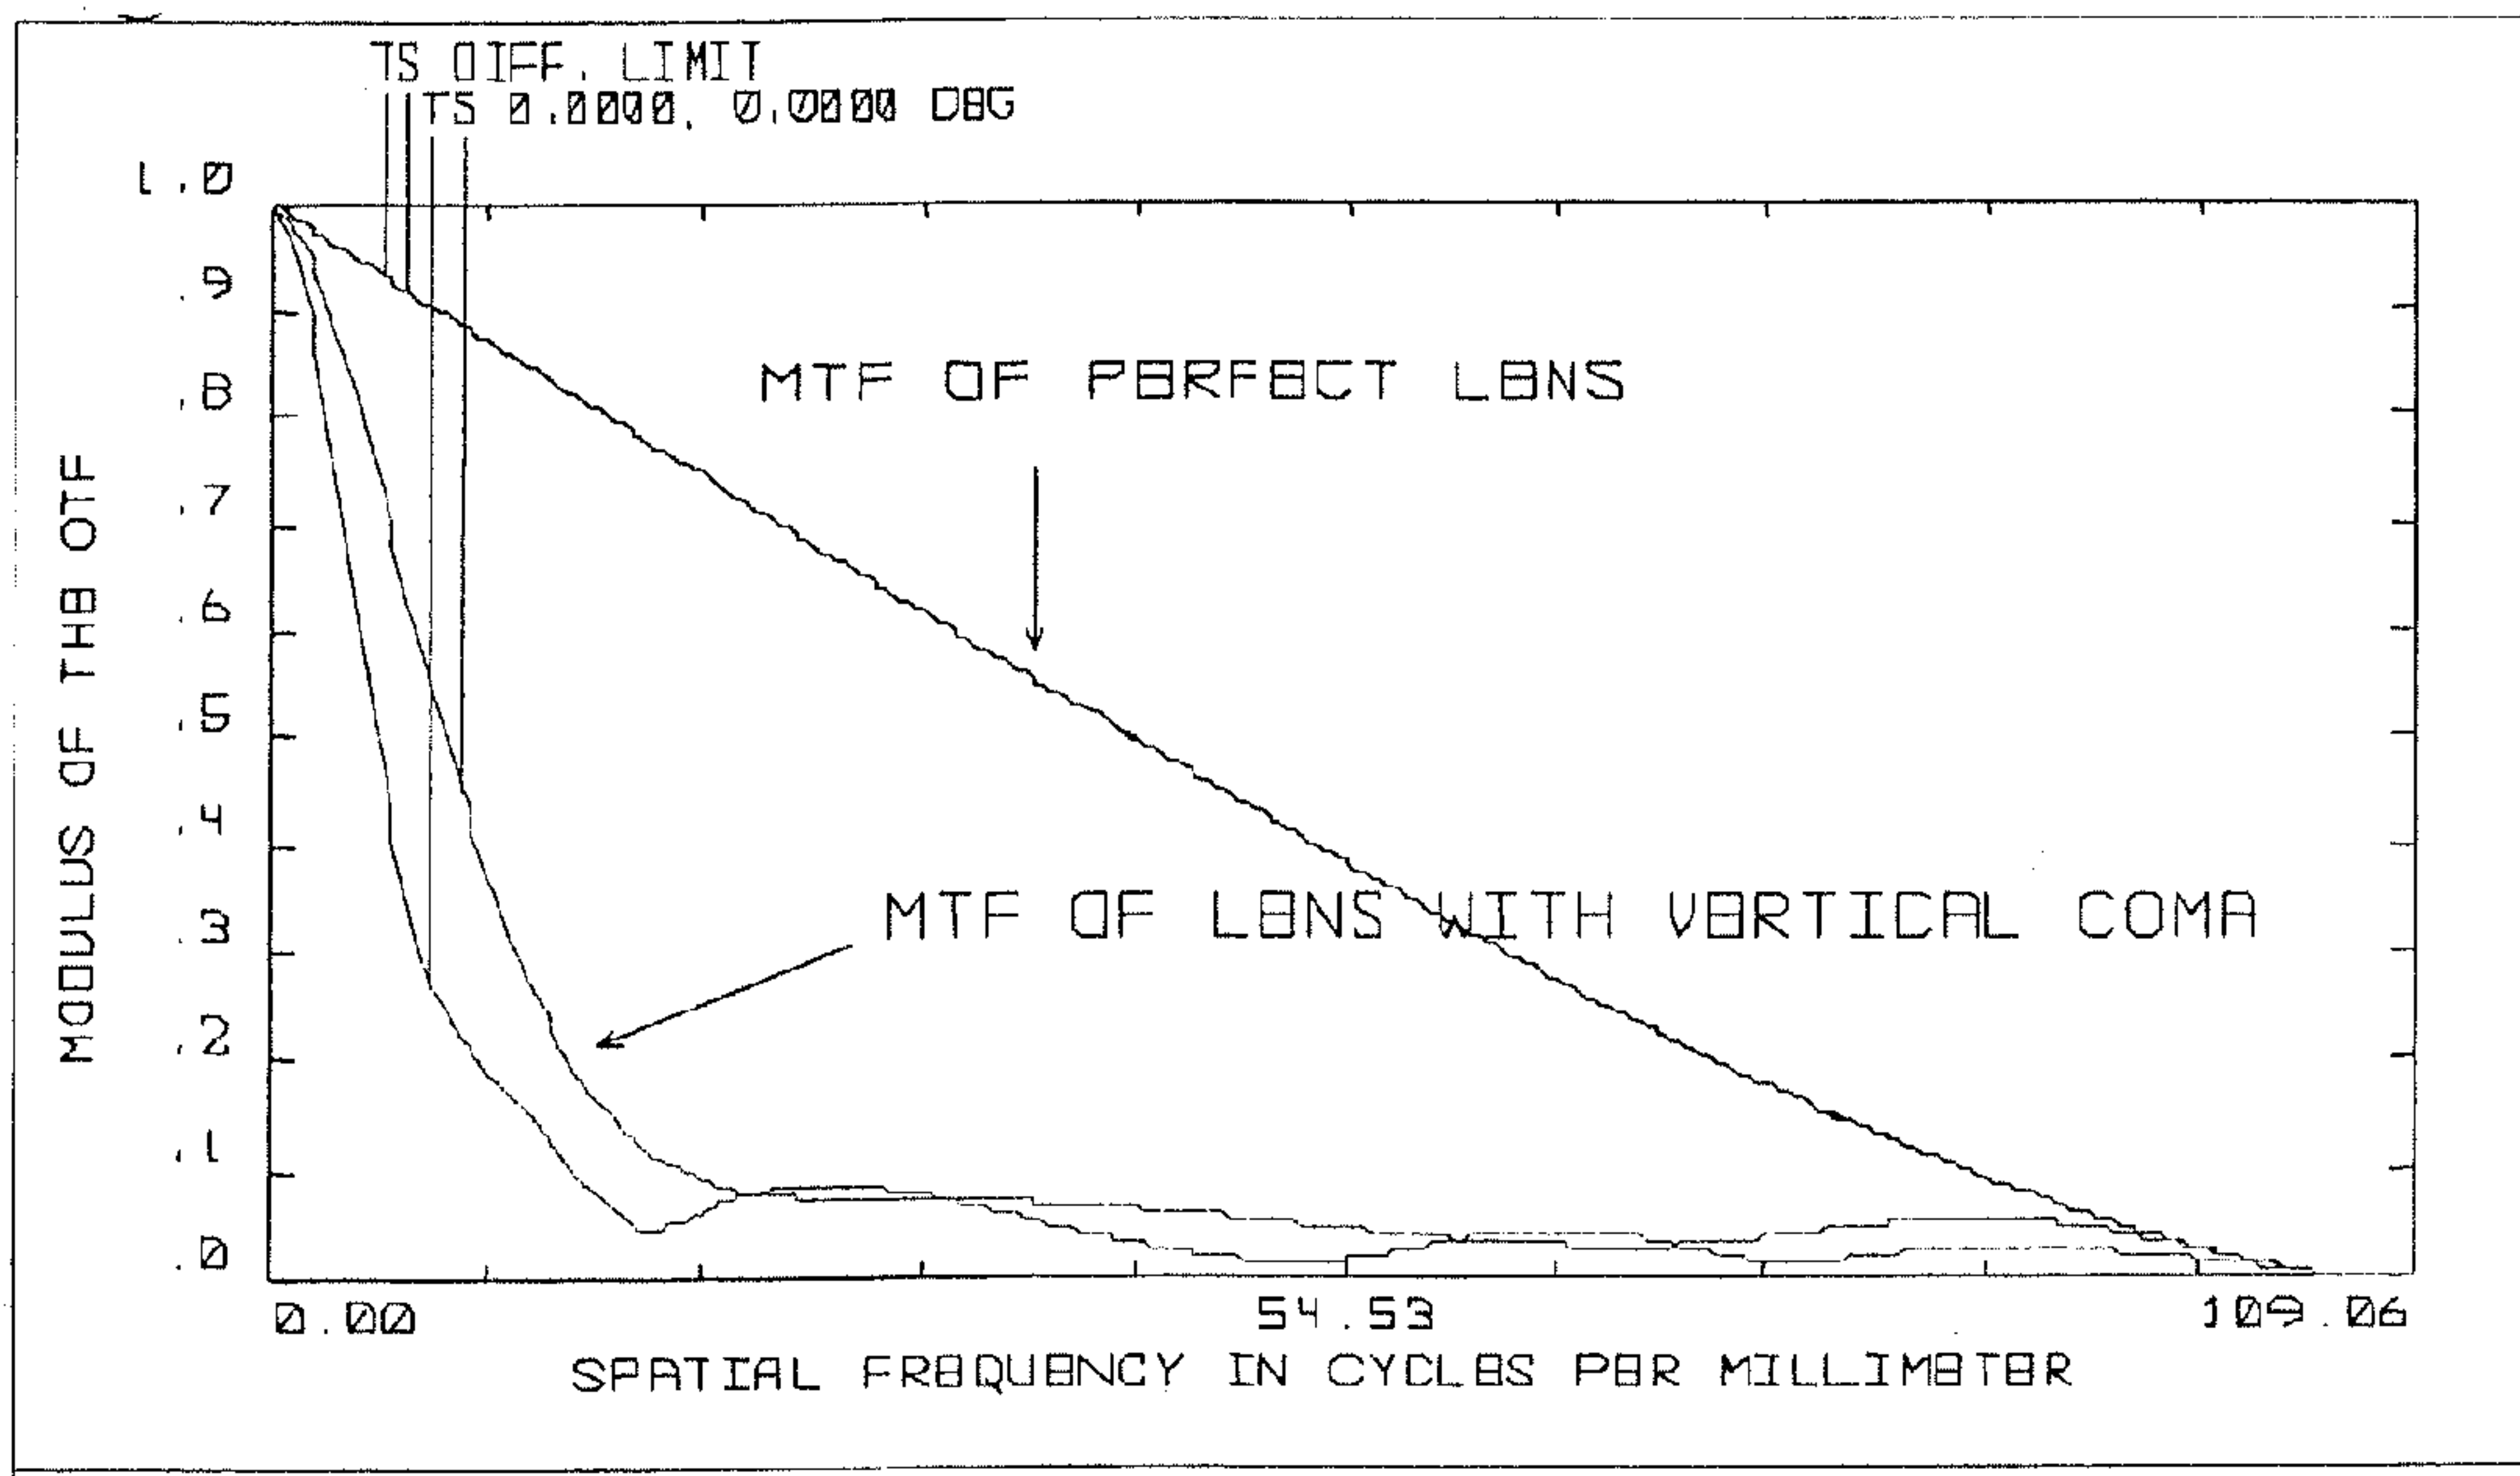 TS DIFF. LIMIT
TS 0.0000, 0.0000 DEG
1.0
.9
.8
.7
.6
.5
.4
.3
.2
.1
.0
MODULUS OF THE OTF
MTF OF PERFECT LENS
MTF OF LENS WITH VERTICAL COMA
0.00
54.53
109.06
SPATIAL FREQUENCY IN CYCLES PER MILLIMETER